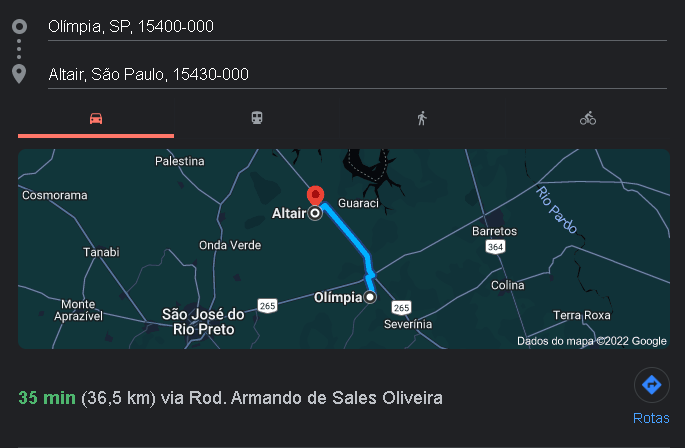 Olímpia, SP, 15400-000
Altair, São Paulo, 15430-000
Palestina
Cosmorama
Guaraci
Altair
Rio Pardo
Onda Verde
Barretos
Tanabi
364
Colina
Olímpia
Monte
Aprazível
265
265
São José do
Rio Preto
Severínia
Terra Roxa
Dados do mapa ©2022 Google
35 min (36,5 km) via Rod. Armando de Sales Oliveira
Rotas